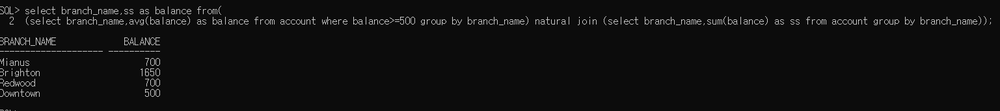 SQL> select branch_name,ss as balance from(
  2  (select branch_name,avg(balance) as balance from account where balance>=500 group by branch_name) natural join (select branch_name,sum(balance) as ss from account group by branch_name));
BRANCH_NAME             BALANCE
-------------------- ----------
Mianus                      700
Brighton                   1650
Redwood                     700
Downtown                    500